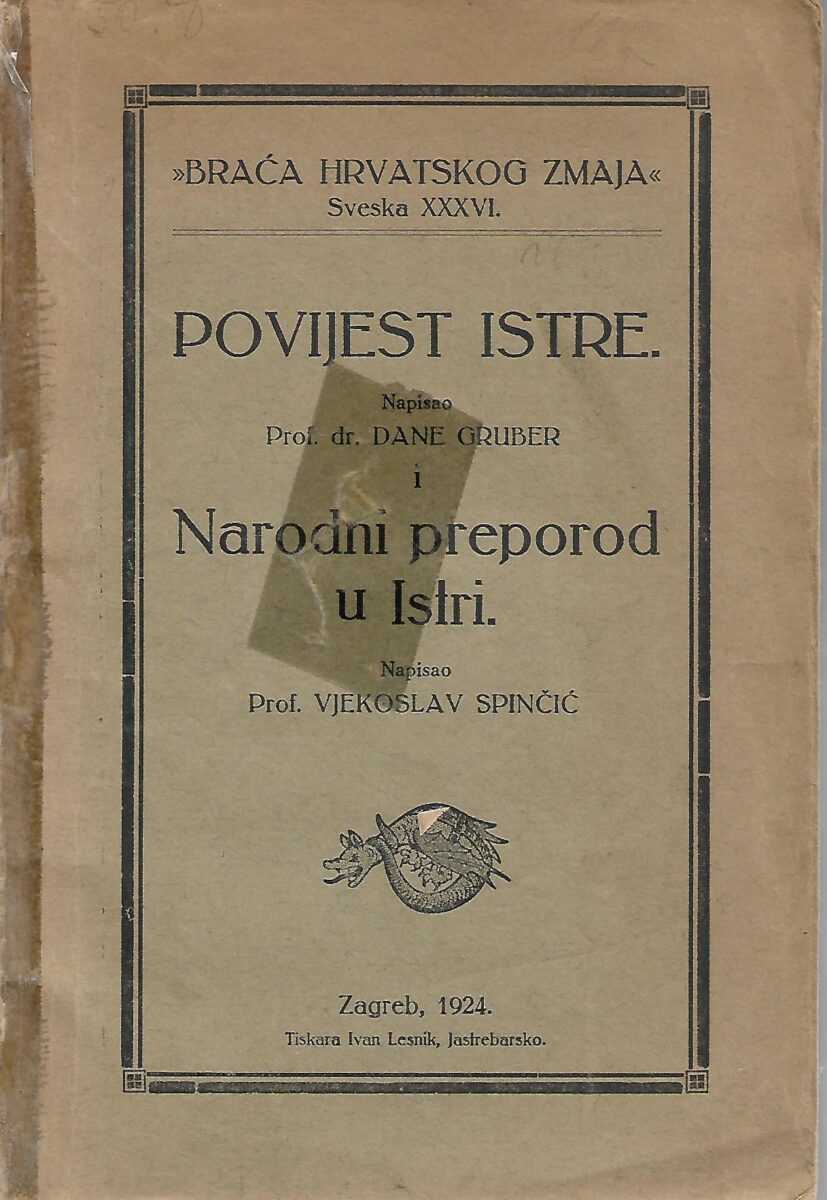 »BRAĆA HRVATSKOG ZMAJA«
Sveska XXXVI.
POVIJEST ISTRE.
Napisao
Prof. dr. DANE GRUBER
i
Narodni preporod
u Istri.
Napisao
Prof. VJEKOSLAV SPINČIĆ
Zagreb, 1924.
Tiskara Ivan Lesnik, Jastrebarsko.